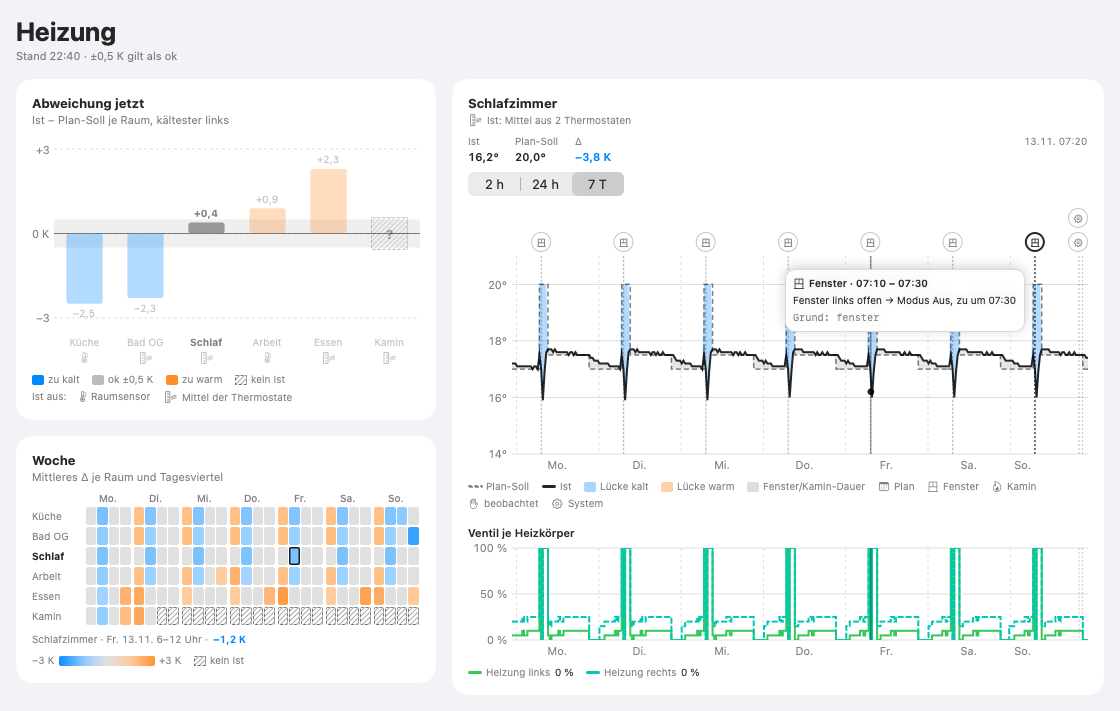 Heizung
Stand 22:40 · ±0,5 K gilt als ok
Abweichung jetzt
Ist – Plan-Soll je Raum, kältester links
+3
0 K
−3
−2,5
−2,3
+0,4
+0,9
+2,3
?
Küche
Bad OG
Schlaf
Arbeit
Essen
Kamin
zu kalt
ok ±0,5 K
zu warm
kein Ist
Ist aus:
Raumsensor
Mittel der Thermostate
Woche
Mittleres Δ je Raum und Tagesviertel
Mo.
Di.
Mi.
Do.
Fr.
Sa.
So.
Küche
Bad OG
Schlaf
Arbeit
Essen
Kamin
Schlafzimmer · Fr. 13.11. 6–12 Uhr · −1,2 K
−3 K
+3 K
kein Ist
Schlafzimmer
Ist: Mittel aus 2 Thermostaten
Ist
Plan-Soll
Δ
16,2°
20,0°
−3,8 K
13.11. 07:20
2 h
24 h
7 T
20°
18°
16°
14°
Fenster · 07:10 – 07:30
Fenster links offen → Modus Aus, zu um 07:30
Grund: fenster
Mo.
Di.
Mi.
Do.
Fr.
Sa.
So.
Plan-Soll
Ist
Lücke kalt
Lücke warm
Fenster/Kamin-Dauer
Plan
Fenster
Kamin
beobachtet
System
Ventil je Heizkörper
100 %
50 %
0 %
Mo.
Di.
Mi.
Do.
Fr.
Sa.
So.
Heizung links 0 %
Heizung rechts 0 %